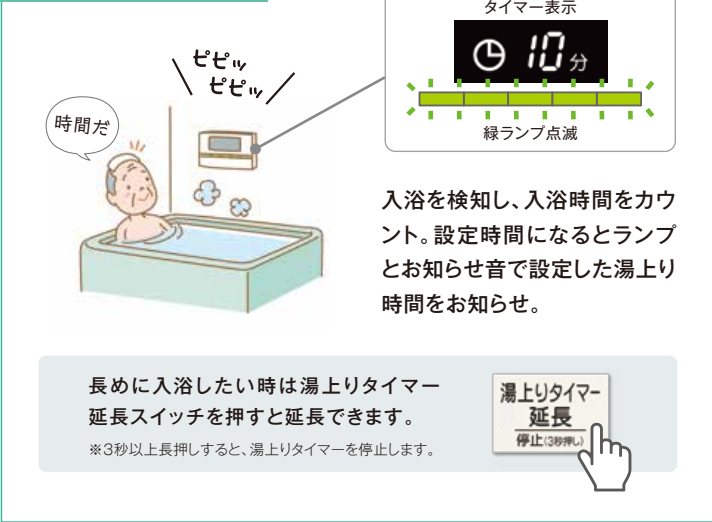 タイマー表示
10分
緑ランプ点滅
ピピッ
ピピッ
時間だ
入浴を検知し、入浴時間をカウ
ント。設定時間になるとランプ
とお知らせ音で設定した湯上り
時間をお知らせ。
長めに入浴したい時は湯上りタイマー
延長スイッチを押すと延長できます。
※3秒以上長押しすると、湯上りタイマーを停止します。
湯上りタイマー
延長
停止(3秒押し)